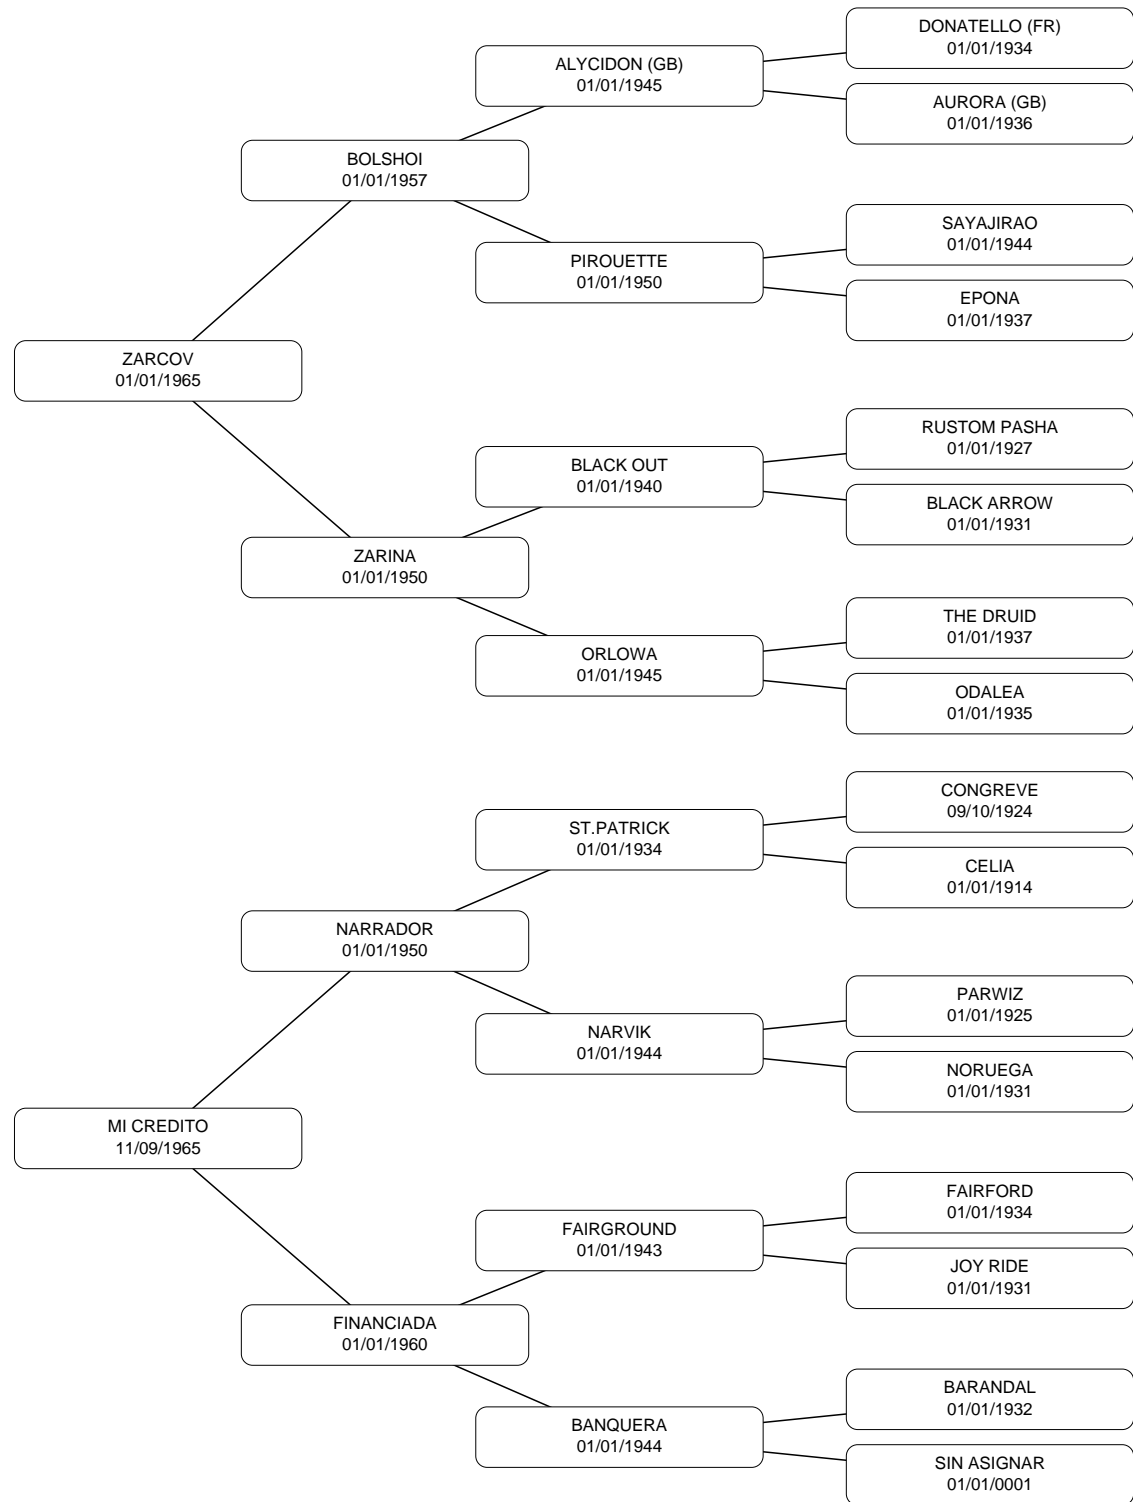 DONATELLO (FR)
01/01/1934
ALYCIDON (GB)
01/01/1945
AURORA (GB)
01/01/1936
BOLSHOI
01/01/1957
SAYAJIRAO
01/01/1944
PIROUETTE
01/01/1950
EPONA
01/01/1937
ZARCOV
01/01/1965
RUSTOM PASHA
01/01/1927
BLACK OUT
01/01/1940
BLACK ARROW
01/01/1931
ZARINA
01/01/1950
THE DRUID
01/01/1937
ORLOWA
01/01/1945
ODALEA
01/01/1935
CONGREVE
09/10/1924
ST.PATRICK
01/01/1934
CELIA
01/01/1914
NARRADOR
01/01/1950
PARWIZ
01/01/1925
NARVIK
01/01/1944
NORUEGA
01/01/1931
MI CREDITO
11/09/1965
FAIRFORD
01/01/1934
FAIRGROUND
01/01/1943
JOY RIDE
01/01/1931
FINANCIADA
01/01/1960
BARANDAL
01/01/1932
BANQUERA
01/01/1944
SIN ASIGNAR
01/01/0001